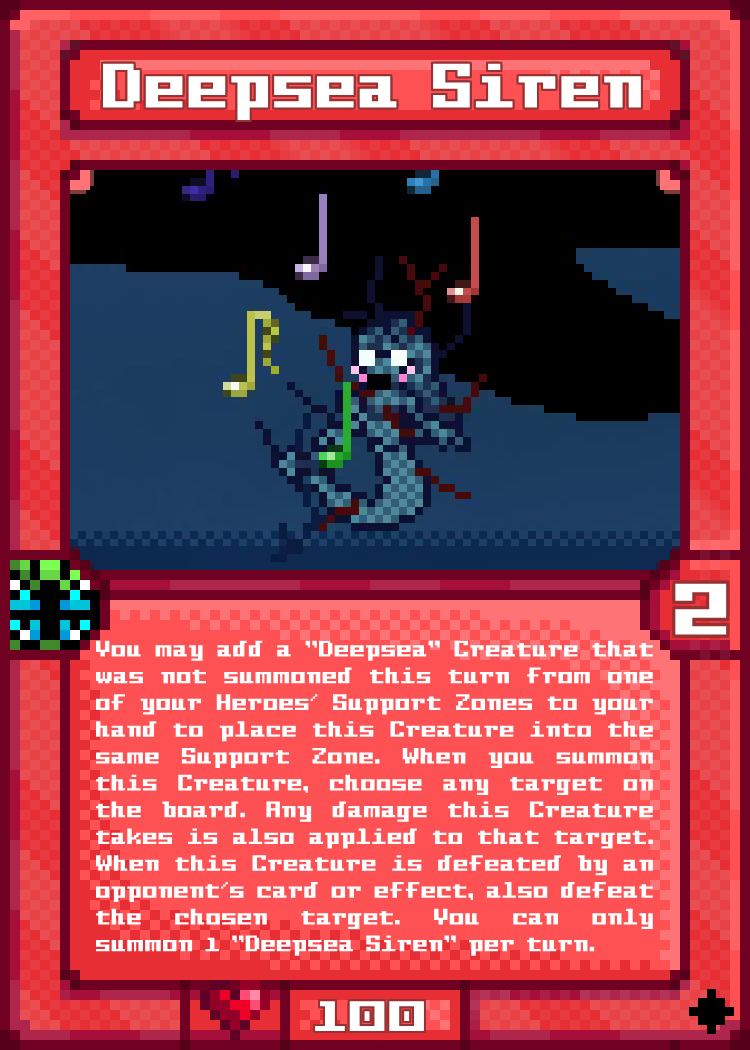 Deepsea Siren
2
You may add a "Deepsea" Creature that
was not summoned this turn from one
of your Heroes' Support Zones to your
hand to place this Creature into the
same Support Zone. When you summon
this Creature, choose any target on
the board. Any damage this Creature
takes is also applied to that target.
When this Creature is defeated by an
opponent's card or effect, also defeat
the chosen target. You can only
summon 1 "Deepsea Siren" per turn.
100